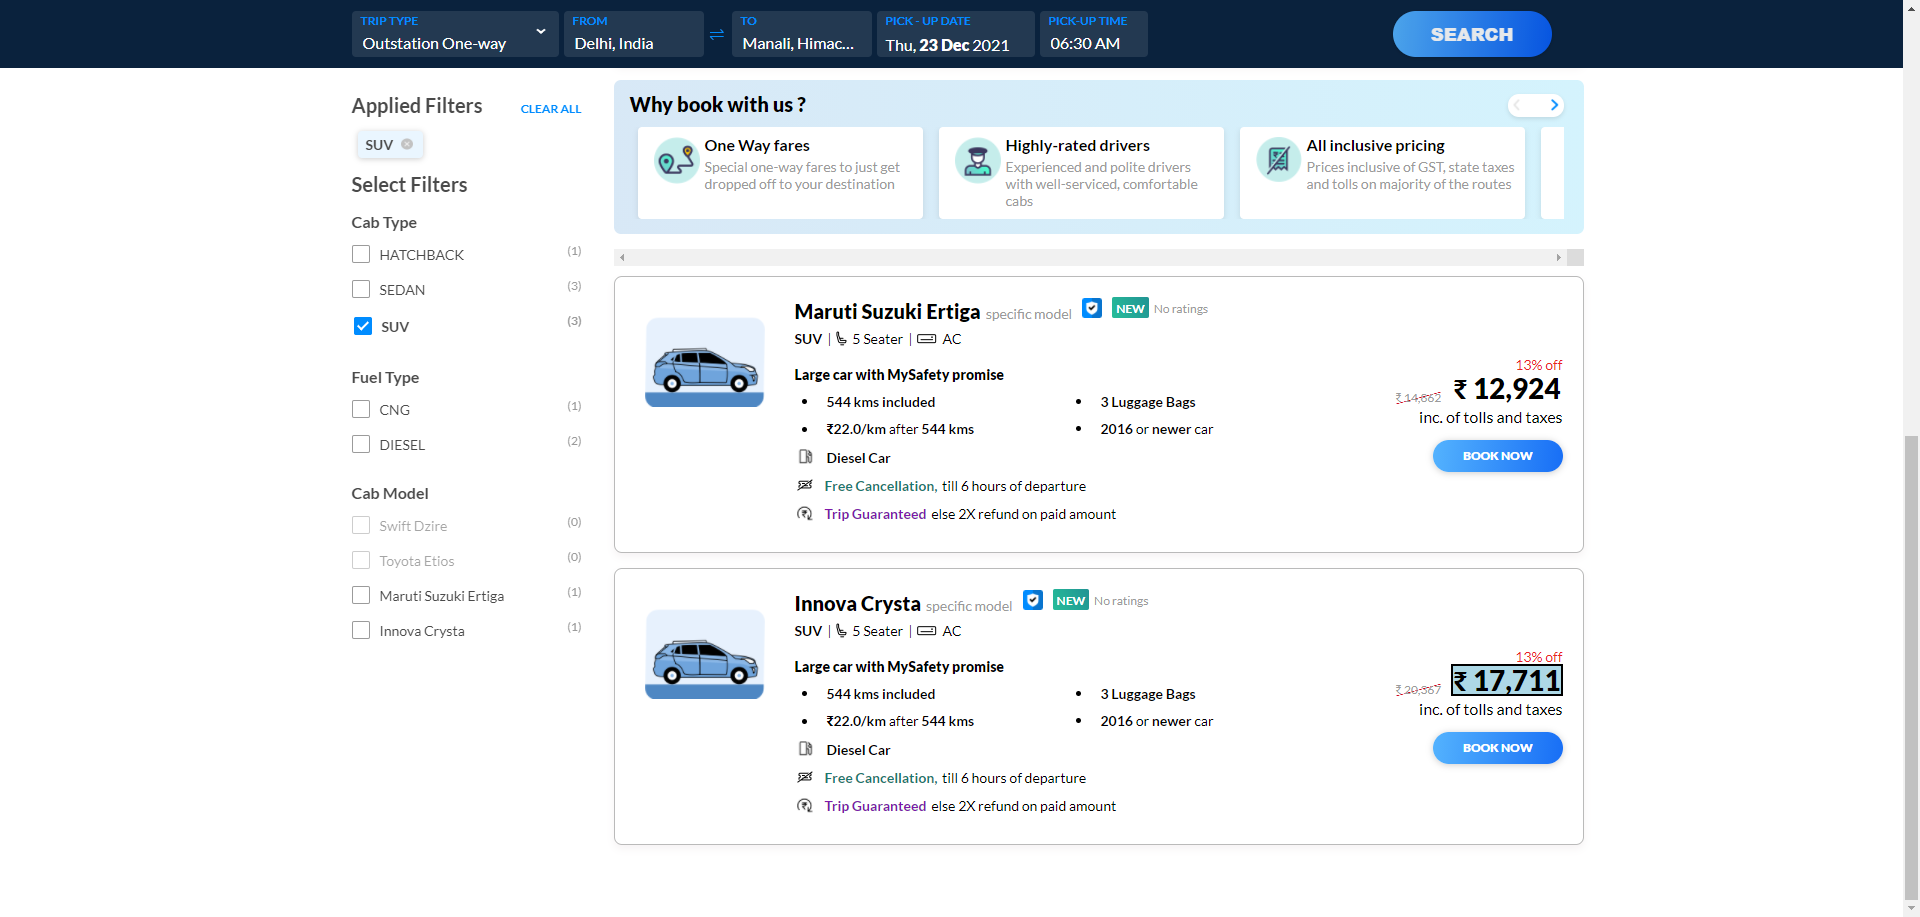 TRIP TYPE
Outstation One-way
FROM
Delhi, India
TO
Manali, Himac...
PICK - UP DATE
Thu, 23 Dec 2021
PICK-UP TIME
06:30 AM
SEARCH
Applied Filters
CLEAR ALL
SUV
Select Filters
Cab Type
HATCHBACK (1)
SEDAN (3)
SUV (3)
Fuel Type
CNG (1)
DIESEL (2)
Cab Model
Swift Dzire (0)
Toyota Etios (0)
Maruti Suzuki Ertiga (1)
Innova Crysta (1)
Why book with us ?
One Way fares
Special one-way fares to just get
dropped off to your destination
Highly-rated drivers
Experienced and polite drivers
with well-serviced, comfortable
cabs
All inclusive pricing
Prices inclusive of GST, state taxes
and tolls on majority of the routes
Maruti Suzuki Ertiga specific model NEW No ratings
SUV | 5 Seater | AC
Large car with MySafety promise
• 544 kms included
• 3 Luggage Bags
• ₹22.0/km after 544 kms
• 2016 or newer car
Diesel Car
Free Cancellation, till 6 hours of departure
Trip Guaranteed else 2X refund on paid amount
13% off
₹ 14,862 ₹ 12,924
inc. of tolls and taxes
BOOK NOW
Innova Crysta specific model NEW No ratings
SUV | 5 Seater | AC
Large car with MySafety promise
• 544 kms included
• 3 Luggage Bags
• ₹22.0/km after 544 kms
• 2016 or newer car
Diesel Car
Free Cancellation, till 6 hours of departure
Trip Guaranteed else 2X refund on paid amount
13% off
₹ 20,367 ₹ 17,711
inc. of tolls and taxes
BOOK NOW